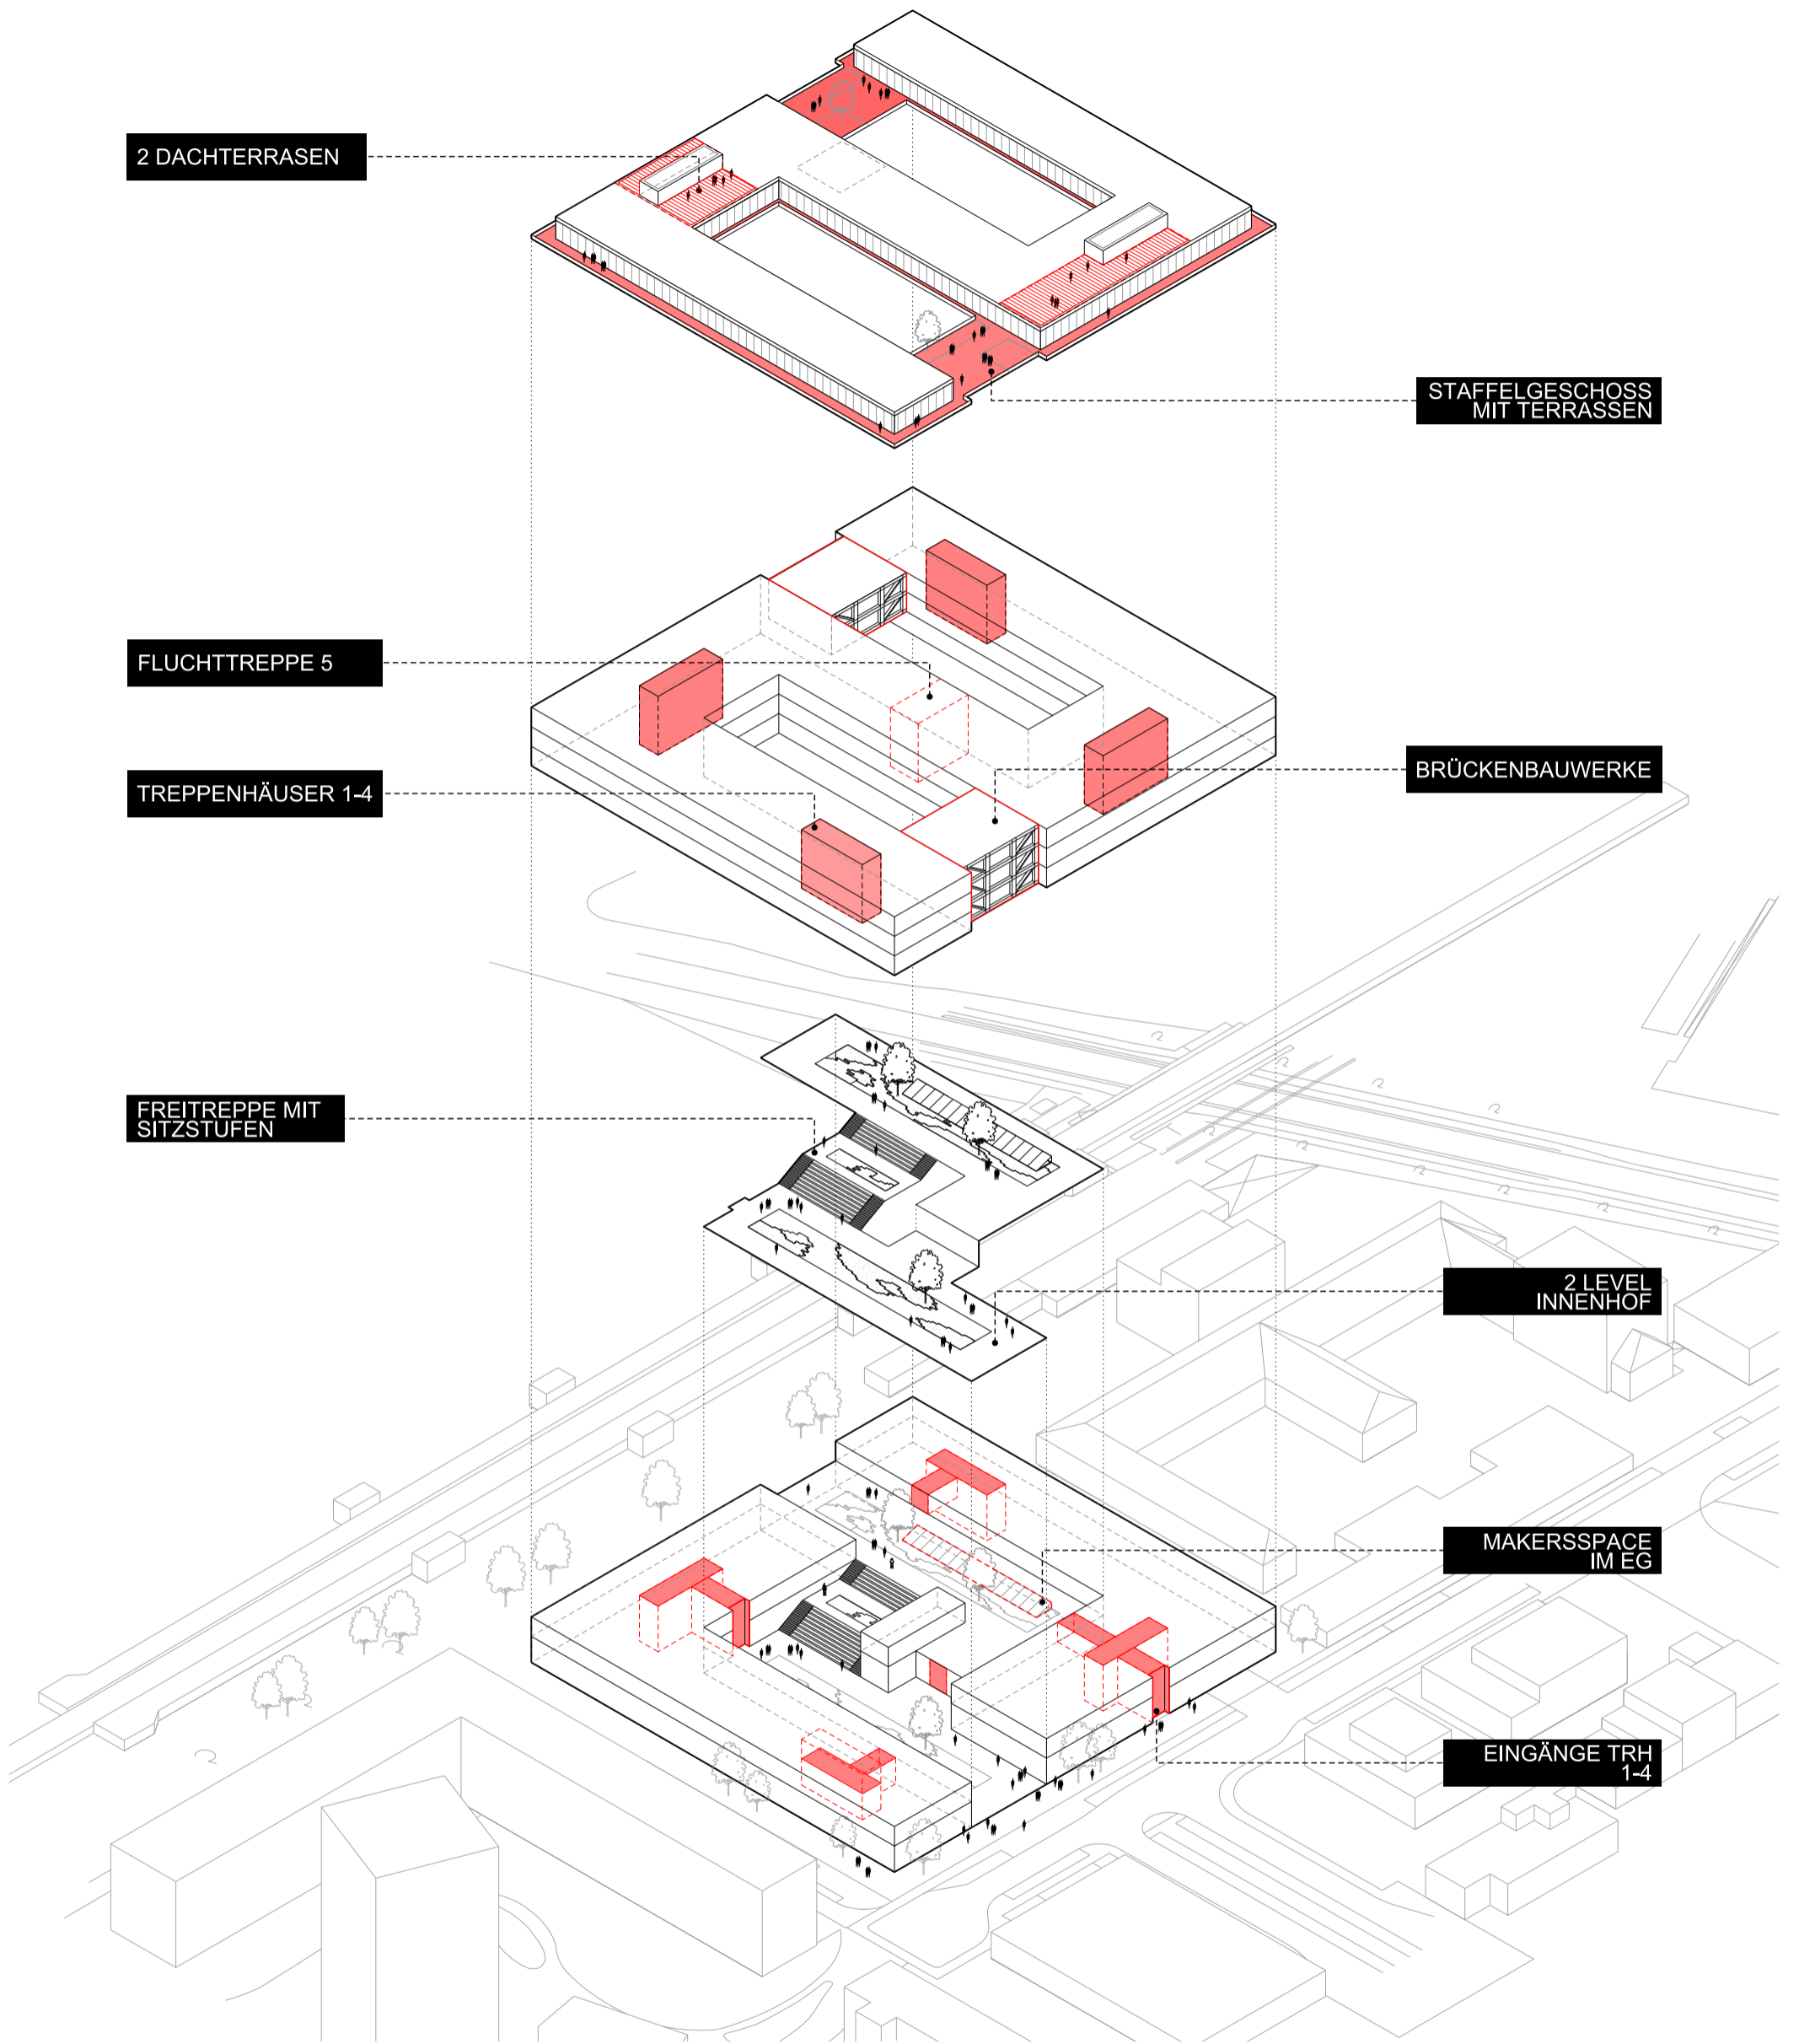 2 DACHTERRASEN
STAFFELGESCHOSS
MIT TERRASSEN
FLUCHTTREPPE 5
BRÜCKENBAUWERKE
TREPPENHÄUSER 1-4
FREITREPPE MIT
SITZSTUFEN
2 LEVEL
INNENHOF
MAKERSSPACE
IM EG
EINGÄNGE TRH
1-4